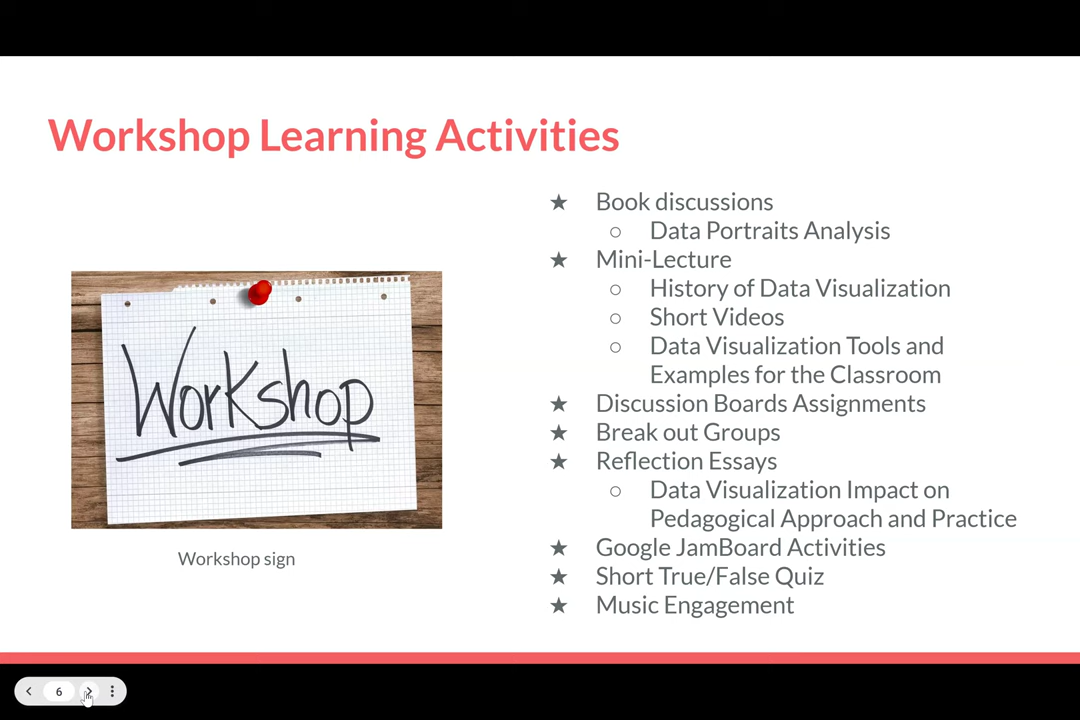 Workshop Learning Activities
★ Book discussions
○ Data Portraits Analysis
★ Mini-Lecture
○ History of Data Visualization
○ Short Videos
○ Data Visualization Tools and
Examples for the Classroom
★ Discussion Boards Assignments
★ Break out Groups
★ Reflection Essays
○ Data Visualization Impact on
Pedagogical Approach and Practice
★ Google JamBoard Activities
★ Short True/False Quiz
★ Music Engagement
Workshop
Workshop sign
6